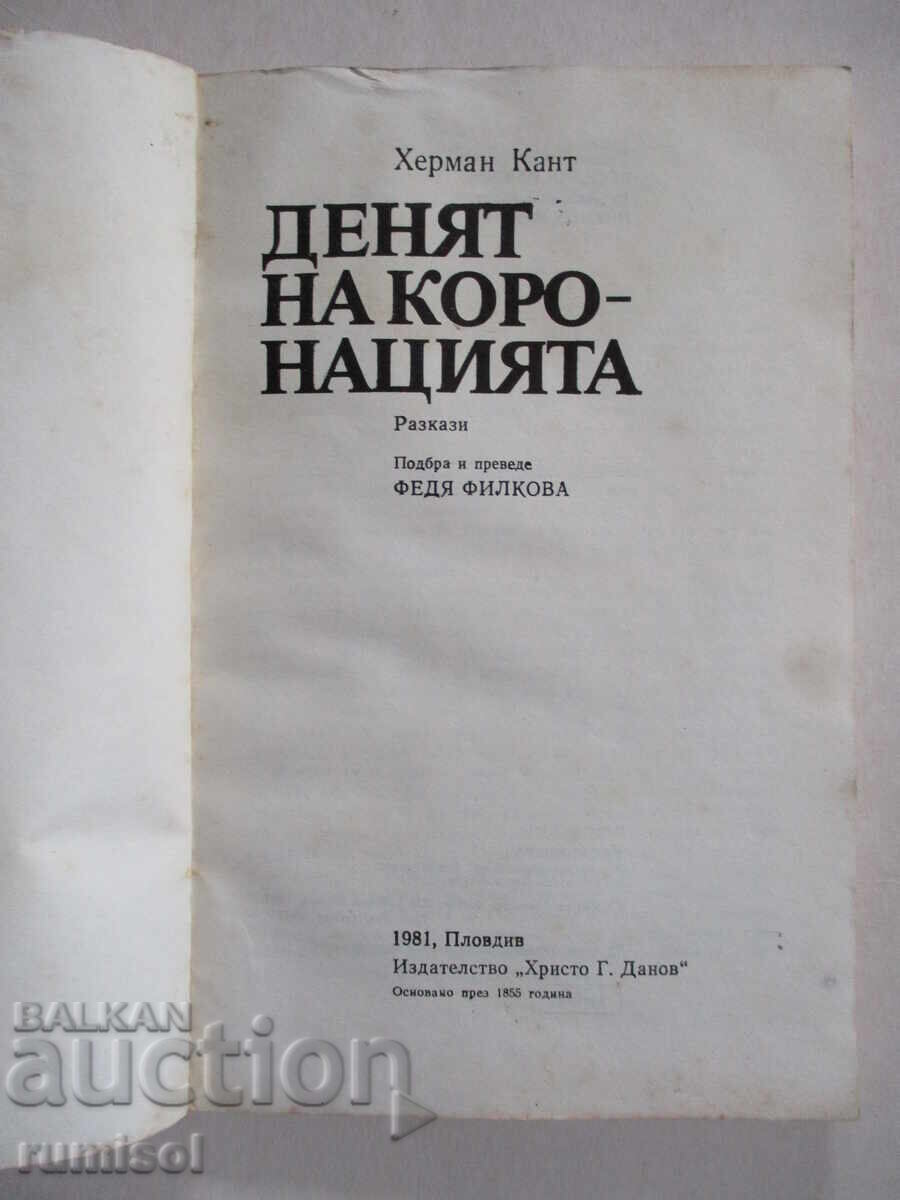 Херман Кант
ДЕНЯТ
НА КОРО-
НАЦИЯТА
Разкази
Подбра и преведе
ФЕДЯ ФИЛКОВА
1981, Пловдив
Издателство „Христо Г. Данов“
Основано през 1855 година
BALKAN
auction
rumisol